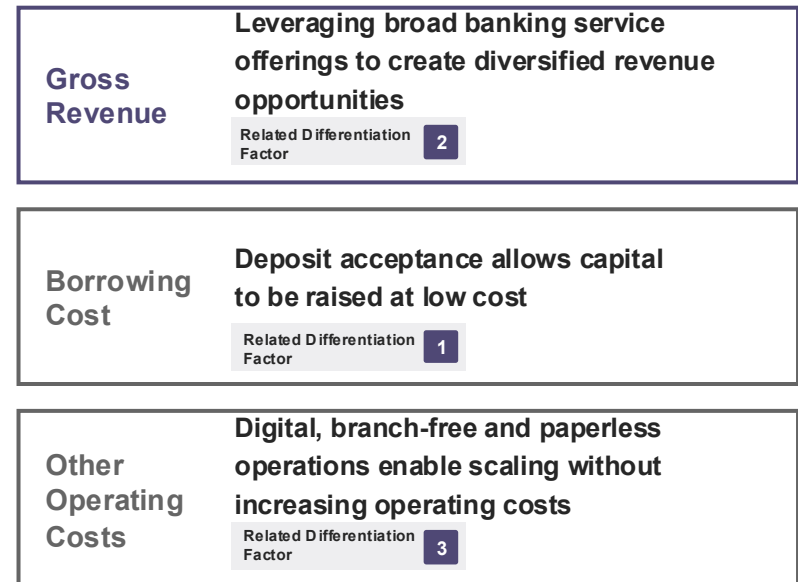 Gross
Revenue
Leveraging broad banking service
offerings to create diversified revenue
opportunities
Related Differentiation
Factor
2
Borrowing
Cost
Deposit acceptance allows capital
to be raised at low cost
Related Differentiation
Factor
1
Other
Operating
Costs
Digital, branch-free and paperless
operations enable scaling without
increasing operating costs
Related Differentiation
Factor
3